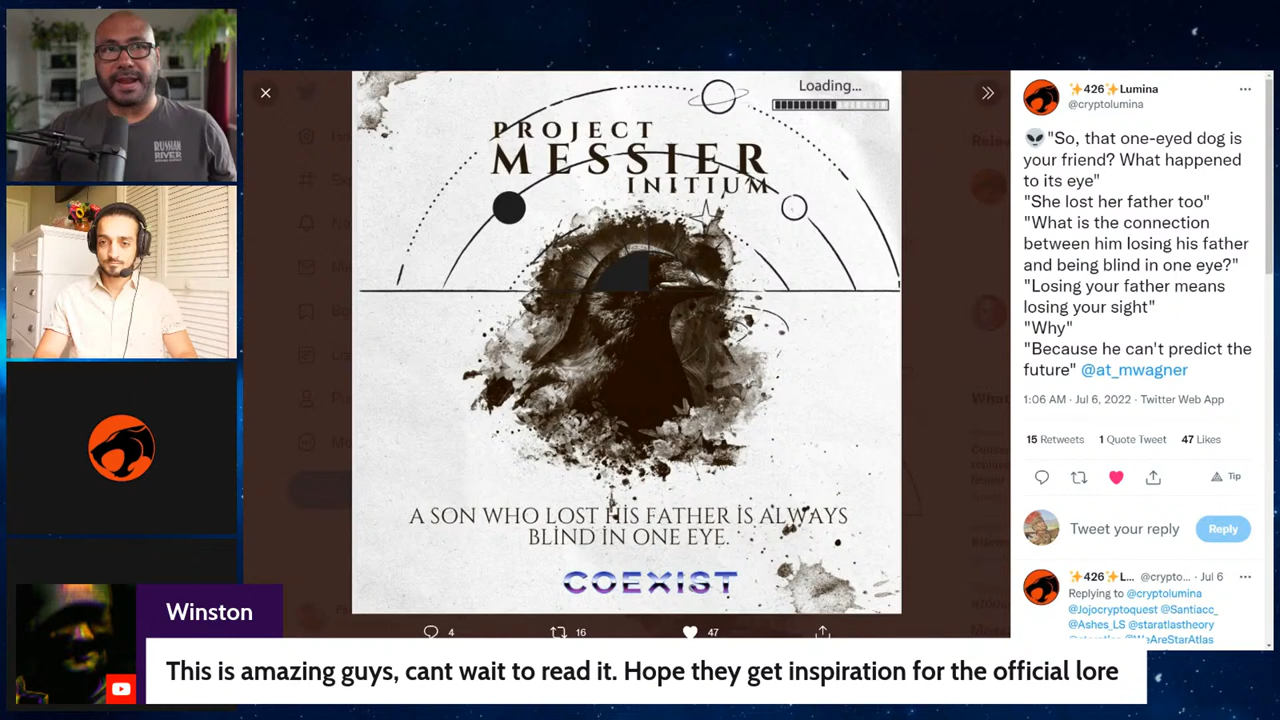 RUSSIAN
RIVER
Loading...
PROJECT
MESSIER
INITIUM
A SON WHO LOST HIS FATHER IS ALWAYS
BLIND IN ONE EYE.
COEXIST
4
16
47
✨426✨Lumina
@cryptolumina
👽"So, that one-eyed dog is
your friend? What happened
to its eye"
"She lost her father too"
"What is the connection
between him losing his father
and being blind in one eye?"
"Losing your father means
losing your sight"
"Why"
"Because he can't predict the
future" @at_mwagner
1:06 AM · Jul 6, 2022 · Twitter Web App
15 Retweets 1 Quote Tweet 47 Likes
Tip
Tweet your reply
Reply
✨426✨L... @crypto... · Jul 6
Replying to @cryptolumina
@Jojocryptoquest @Santiacc_
@Ashes_LS @staratlastheory
@staratlas @WeAreStarAtlas
Winston
This is amazing guys, cant wait to read it. Hope they get inspiration for the official lore